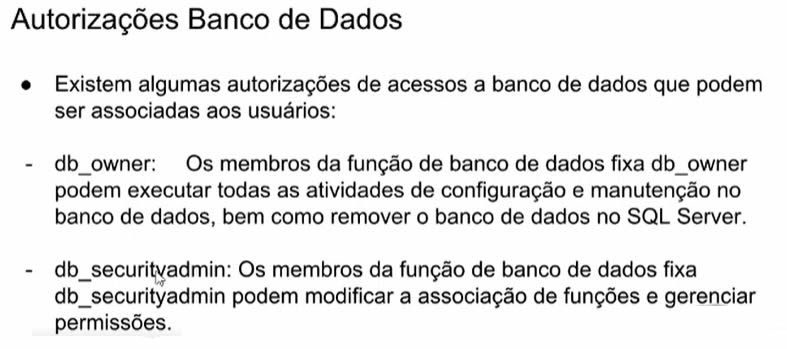 Autorizações Banco de Dados
● Existem algumas autorizações de acessos a banco de dados que podem
ser associadas aos usuários:
- db_owner: Os membros da função de banco de dados fixa db_owner
podem executar todas as atividades de configuração e manutenção no
banco de dados, bem como remover o banco de dados no SQL Server.
- db_securityadmin: Os membros da função de banco de dados fixa
db_securityadmin podem modificar a associação de funções e gerenciar
permissões.